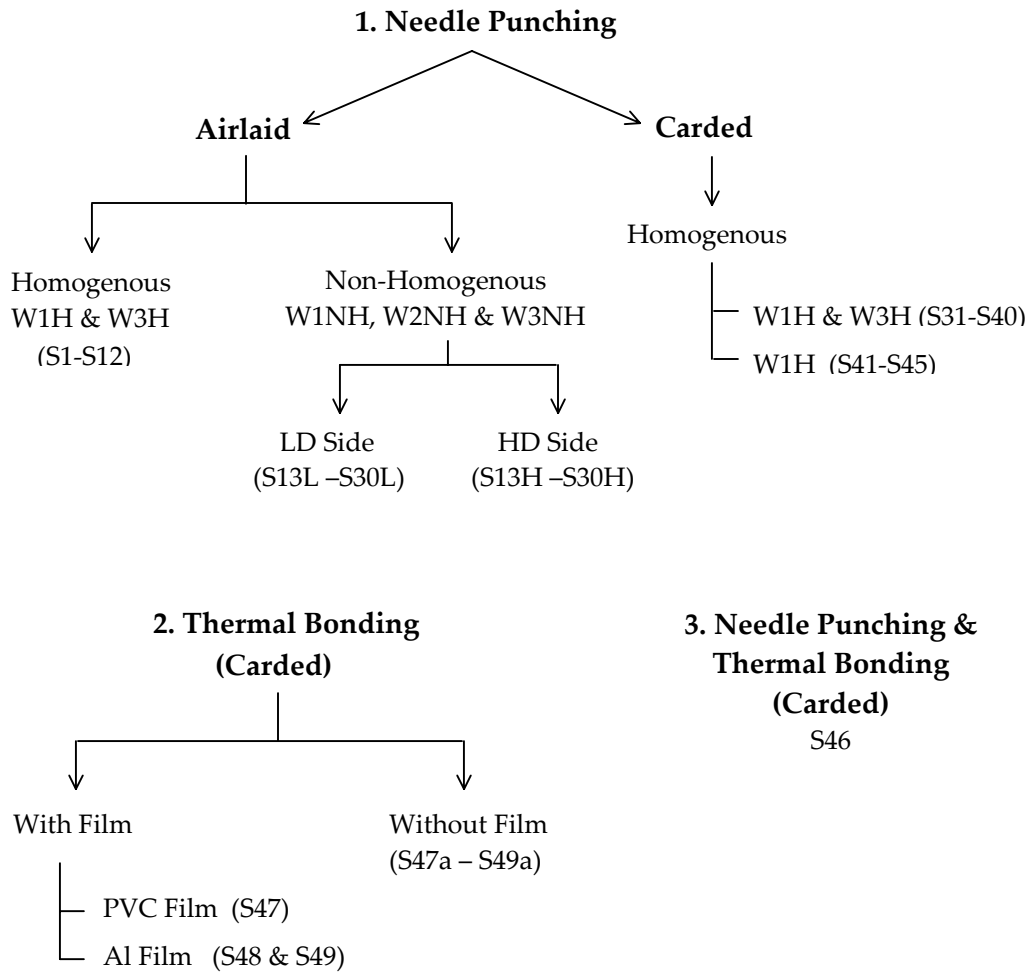 1. Needle Punching
Airlaid
Carded
Homogenous
W1H & W3H
(S1-S12)
Non-Homogenous
W1NH, W2NH & W3NH
LD Side
(S13L –S30L)
HD Side
(S13H –S30H)
Homogenous
W1H & W3H (S31-S40)
W1H (S41-S45)
2. Thermal Bonding
(Carded)
With Film
PVC Film (S47)
Al Film (S48 & S49)
Without Film
(S47a – S49a)
3. Needle Punching &
Thermal Bonding
(Carded)
S46